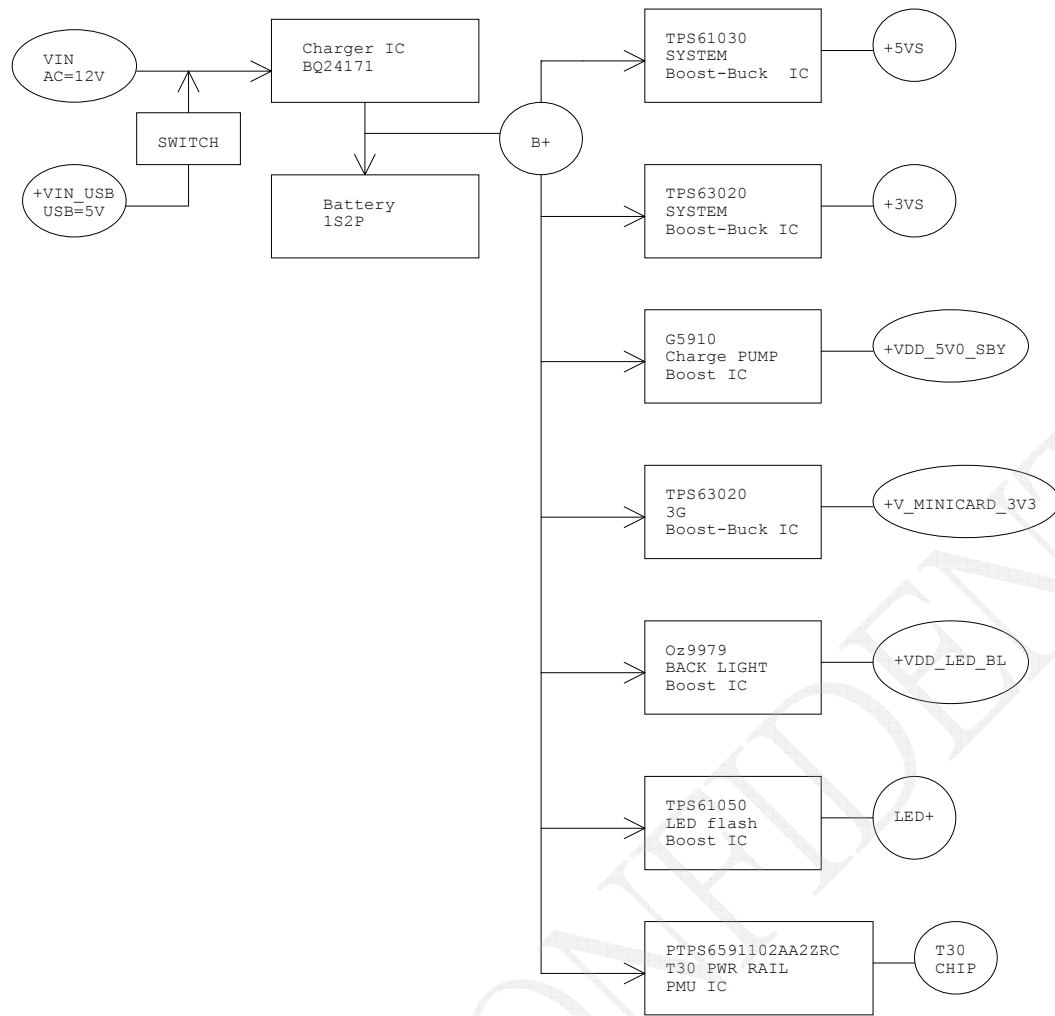 VIN
AC=12V
Charger IC
BQ24171
SWITCH
+VIN_USB
USB=5V
Battery
1S2P
B+
TPS61030
SYSTEM
Boost-Buck  IC
+5VS
TPS63020
SYSTEM
Boost-Buck IC
+3VS
G5910
Charge PUMP
Boost IC
+VDD_5V0_SBY
TPS63020
3G
Boost-Buck IC
+V_MINICARD_3V3
Oz9979
BACK LIGHT
Boost IC
+VDD_LED_BL
TPS61050
LED flash
Boost IC
LED+
PTPS6591102AA2ZRC
T30 PWR RAIL
PMU IC
T30
CHIP